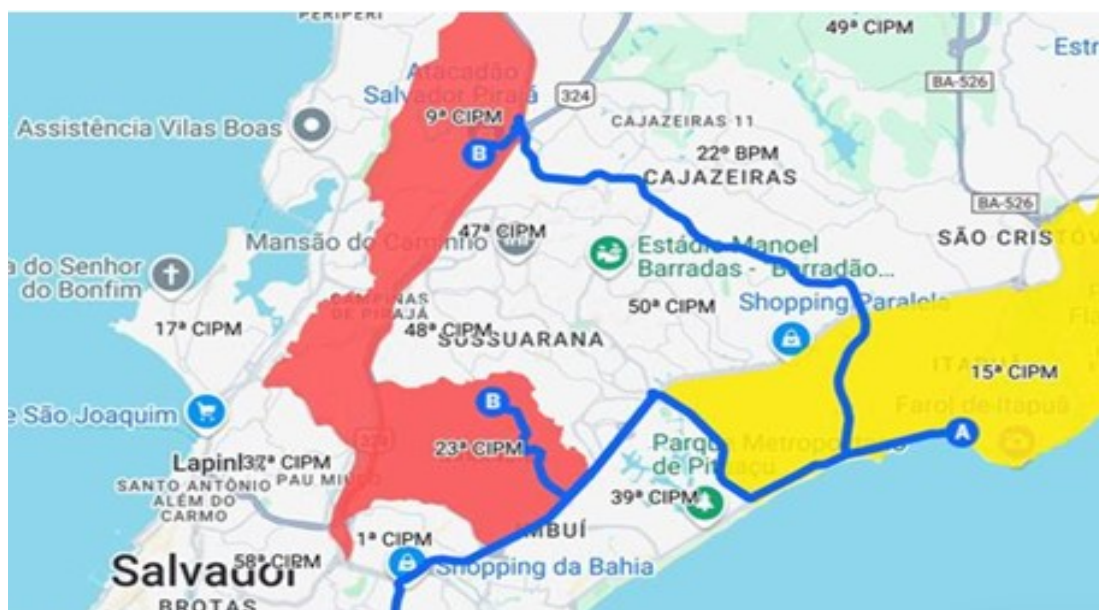 PERIPERI
49ª CIPM
Estr
BA-526
Atacadão
Salvador Pirajá
324
9ª CIPM
CAJAZEIRAS 11
Assistência Vilas Boas
B
22º BPM
CAJAZEIRAS
BA-526
47ª CIPM
Mansão do Caminho
Estádio Manoel
Barradas - Barradão...
SÃO CRISTÓV
a do Senhor
do Bonfim
CAMPINAS
DE PIRAJÁ
50ª CIPM
Shopping Paralela
17ª CIPM
48ª CIPM
SUSSUARANA
ITAPUÃ
15ª CIPM
B
e São Joaquim
Farol de Itapuã
A
324
23ª CIPM
Parque Metropolitano
de Pituaçu
Lapinha
37ª CIPM
SANTO ANTÔNIO
ALÉM DO
CARMO
PAU MIÚDO
39ª CIPM
1ª CIPM
IMBUÍ
58ª CIPM
Shopping da Bahia
Salvador
BROTAS